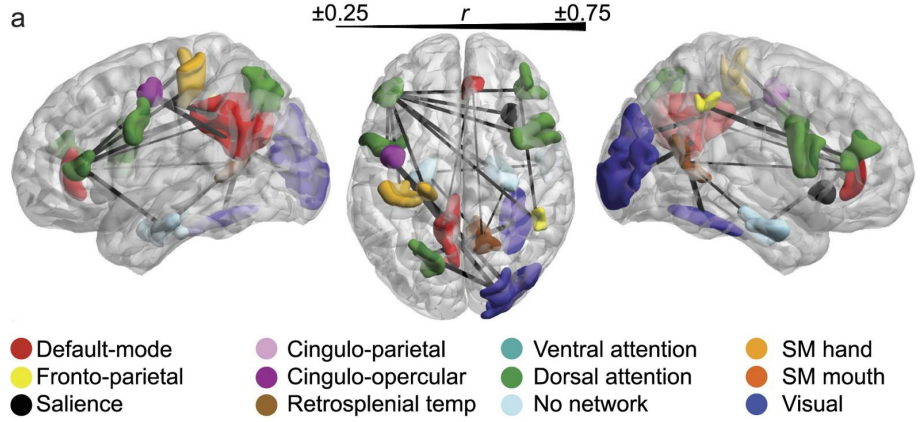 a
±0.25 r ±0.75
Default-mode Cingulo-parietal Ventral attention SM hand
Fronto-parietal Cingulo-opercular Dorsal attention SM mouth
Salience Retrosplenial temp No network Visual